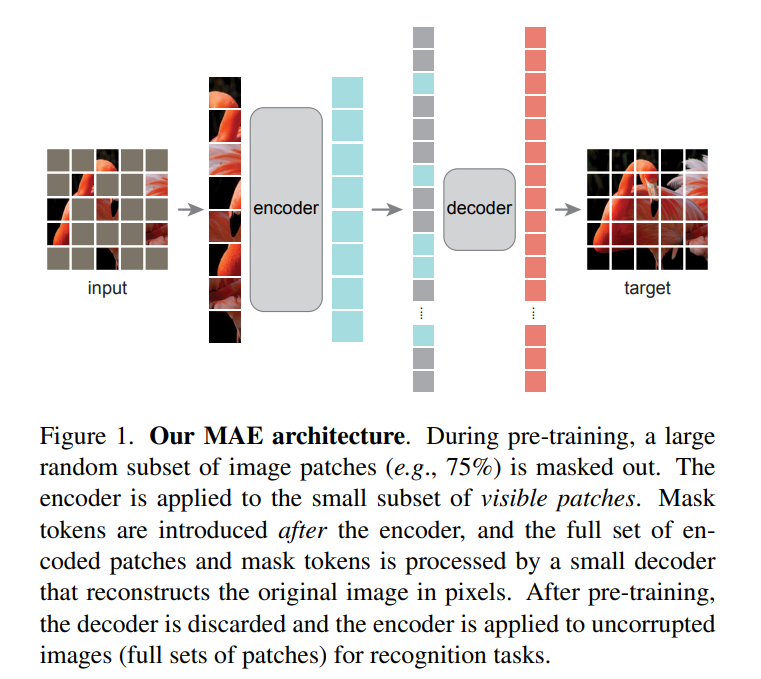 input
encoder
decoder
target
Figure 1. Our MAE architecture. During pre-training, a large
random subset of image patches (e.g., 75%) is masked out. The
encoder is applied to the small subset of visible patches. Mask
tokens are introduced after the encoder, and the full set of en-
coded patches and mask tokens is processed by a small decoder
that reconstructs the original image in pixels. After pre-training,
the decoder is discarded and the encoder is applied to uncorrupted
images (full sets of patches) for recognition tasks.